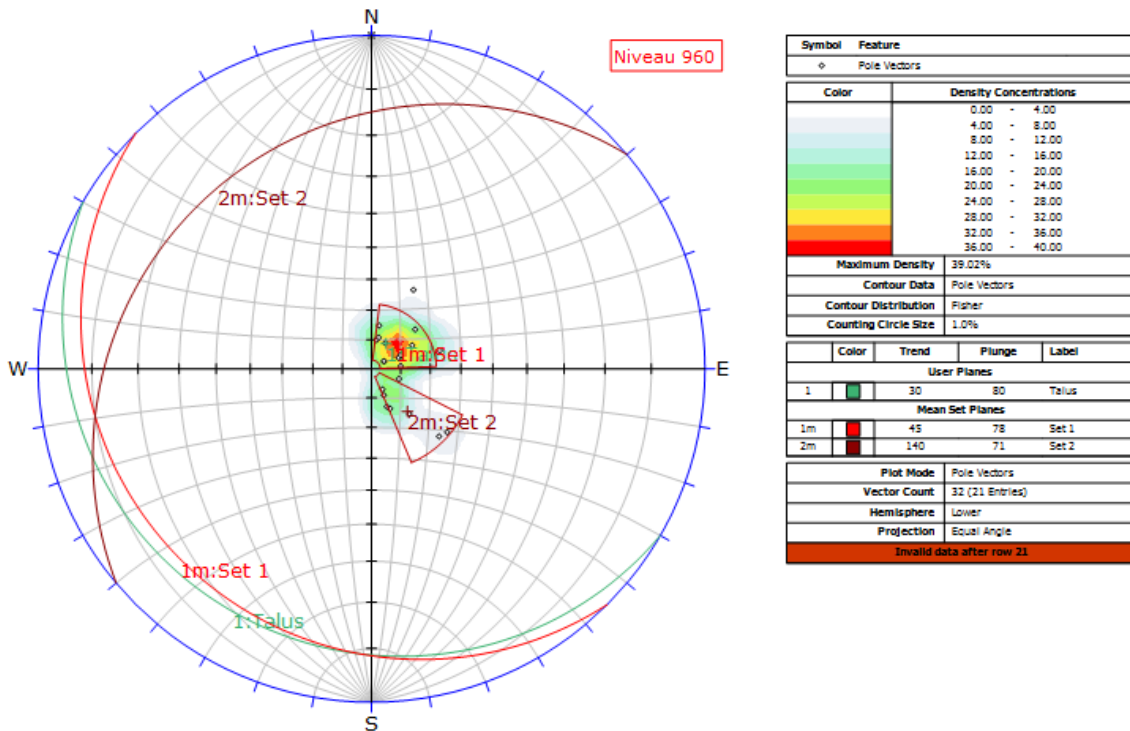 N
Niveau 960
2m:Set 2
W
E
1m:Set 1
2m:Set 2
1m:Set 1
1:Talus
S
Symbol Feature
Pole Vectors
Color Density Concentrations
0.00 - 4.00
4.00 - 8.00
8.00 - 12.00
12.00 - 16.00
16.00 - 20.00
20.00 - 24.00
24.00 - 28.00
28.00 - 32.00
32.00 - 36.00
36.00 - 40.00
Maximum Density 39.02%
Contour Data Pole Vectors
Contour Distribution Fisher
Counting Circle Size 1.0%
Color Trend Plunge Label
User Planes
1 30 80 Talus
Mean Set Planes
1m 45 78 Set 1
2m 140 71 Set 2
Plot Mode Pole Vectors
Vector Count 32 (21 Entries)
Hemisphere Lower
Projection Equal Angle
Invalid data after row 21